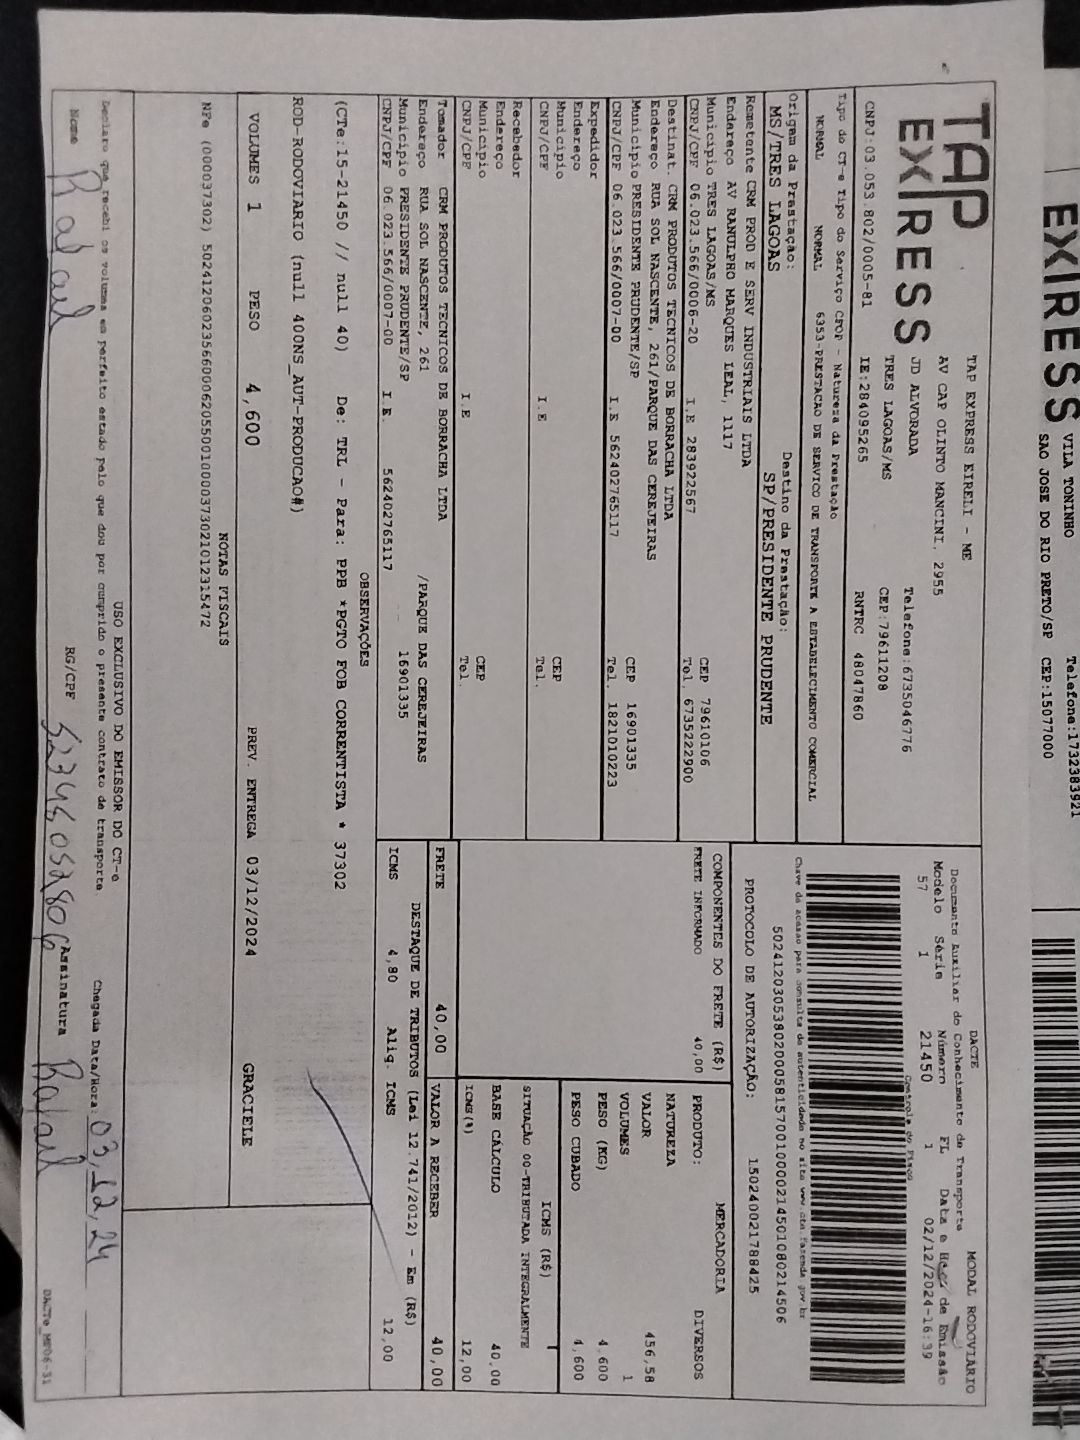 TAP
EXPRESS
TAP EXPRESS EIRELI - ME
AV CAP OLINTO MANCINI, 2955
JD ALVORADA Telefone:6735046776
TRES LAGOAS/MS CEP:79611208
CNPJ:03.053.802/0005-81 IE:284095265 RNTRC 48047860
Tipo do CT-e Tipo do Serviço CFOP - Natureza da Prestação
NORMAL NORMAL 6353-PRESTACAO DE SERVICO DE TRANSPORTE A ESTABELECIMENTO COMERCIAL
Origem da Prestação: Destino da Prestação:
MS/TRES LAGOAS SP/PRESIDENTE PRUDENTE
Remetente CRM PROD E SERV INDUSTRIAIS LTDA
Endereço AV RANULPHO MARQUES LEAL, 1117
Municipio TRES LAGOAS/MS CEP 79610106
CNPJ/CPF 06.023.566/0006-20 I.E 283922567 Tel. 6735222900
Destinat. CRM PRODUTOS TECNICOS DE BORRACHA LTDA
Endereço RUA SOL NASCENTE, 261/PARQUE DAS CEREJEIRAS
Municipio PRESIDENTE PRUDENTE/SP CEP 16901335
CNPJ/CPF 06.023.566/0007-00 I.E 562402765117 Tel. 1821010223
Expedidor
Endereço
Municipio CEP
CNPJ/CPF I.E Tel.
Recebedor
Endereço
Municipio CEP
CNPJ/CPF I.E Tel.
Tomador CRM PRODUTOS TECNICOS DE BORRACHA LTDA
Endereço RUA SOL NASCENTE, 261 /PARQUE DAS CEREJEIRAS
Municipio PRESIDENTE PRUDENTE/SP 16901335
CNPJ/CPF 06.023.566/0007-00 I.E. 562402765117
DACTE MODAL RODOVIÁRIO
Documento Auxiliar do Conhecimento de Transporte
Modelo Série Número FL Data e Hora de Emissão
57 1 21450 1 02/12/2024-16:39
Controle do Fisco
Chave de acesso para consulta de autenticidade no site www.cte.fazenda.gov.br
50241203053802000581570010000214501080214506
PROTOCOLO DE AUTORIZAÇÃO: 150240021788425
COMPONENTES DO FRETE (R$)
FRETE INFORMADO 40,00
FRETE 40,00
MERCADORIA
PRODUTO: DIVERSOS
NATUREZA
VALOR 456,58
VOLUMES 1
PESO (KG) 4.600
PESO CUBADO 4,600
ICMS (R$)
SITUAÇÃO 00-TRIBUTADA INTEGRALMENTE
BASE CÁLCULO 40,00
ICMS(%) 12,00
VALOR A RECEBER 40,00
DESTAQUE DE TRIBUTOS (Lei 12.741/2012) - Em (R$)
ICMS 4,80 Aliq. ICMS 12,00
OBSERVAÇÕES
(CTe:15-21450 // null 40) De: TRL - Para: PPB *PGTO FOB CORRENTISTA * 37302
ROD-RODOVIARIO (null 400NS_AUT-PRODUCAO#)
VOLUMES 1 PESO 4,600 PREV. ENTREGA 03/12/2024 GRACIELE
NOTAS FISCAIS
NFe (000037302) 50241206023566000620550010000373021012315472
USO EXCLUSIVO DO EMISSOR DO CT-e
Declaro que recebi os volumes em perfeito estado pelo que dou por cumprido o presente contrato de transporte Chegada Data/Hora: 03,12,24
Nome RG/CPF Assinatura
DACTe_MF06-31
EXPRESS
VILA TONINHO Telefone:1732383921
SAO JOSE DO RIO PRETO/SP CEP:15077000